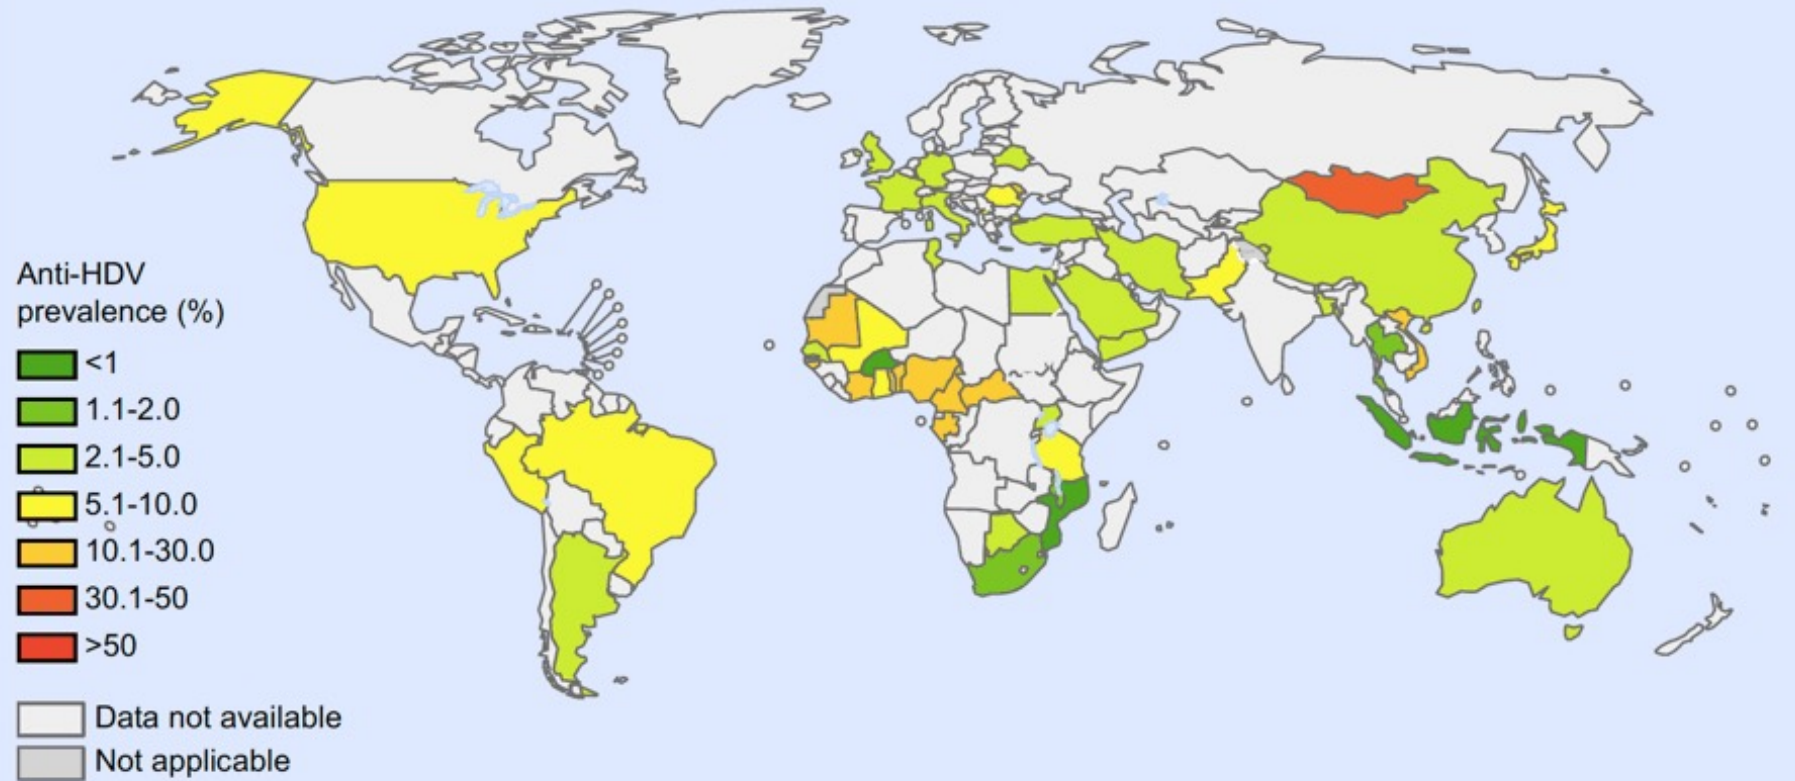 Anti-HDV
prevalence (%)
<1
1.1-2.0
2.1-5.0
5.1-10.0
10.1-30.0
30.1-50
>50
Data not available
Not applicable